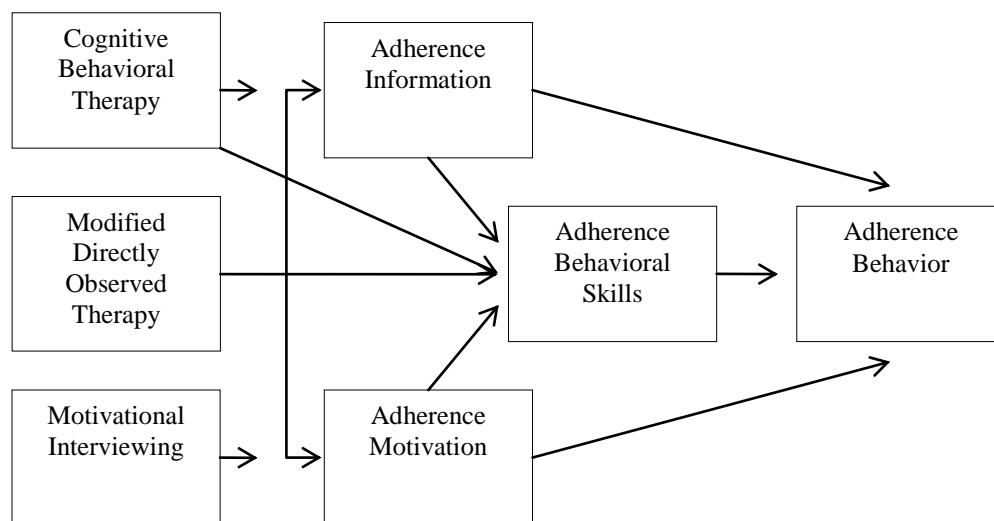 Cognitive
Behavioral
Therapy
Adherence
Information
Modified
Directly
Observed
Therapy
Adherence
Behavioral
Skills
Adherence
Behavior
Motivational
Interviewing
Adherence
Motivation